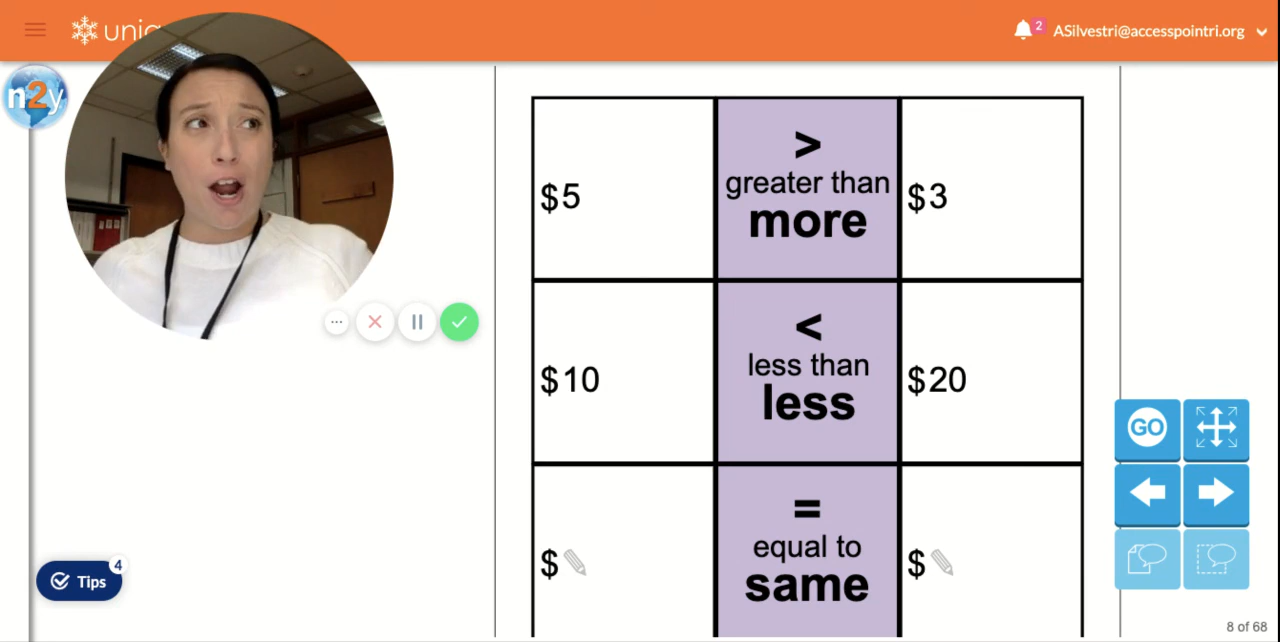 uniq
2
ASilvestri@accesspointri.org
n2y
$5
>
greater than
more
$3
$10
<
less than
less
$20
$
=
equal to
same
$
GO
Tips
4
8 of 68